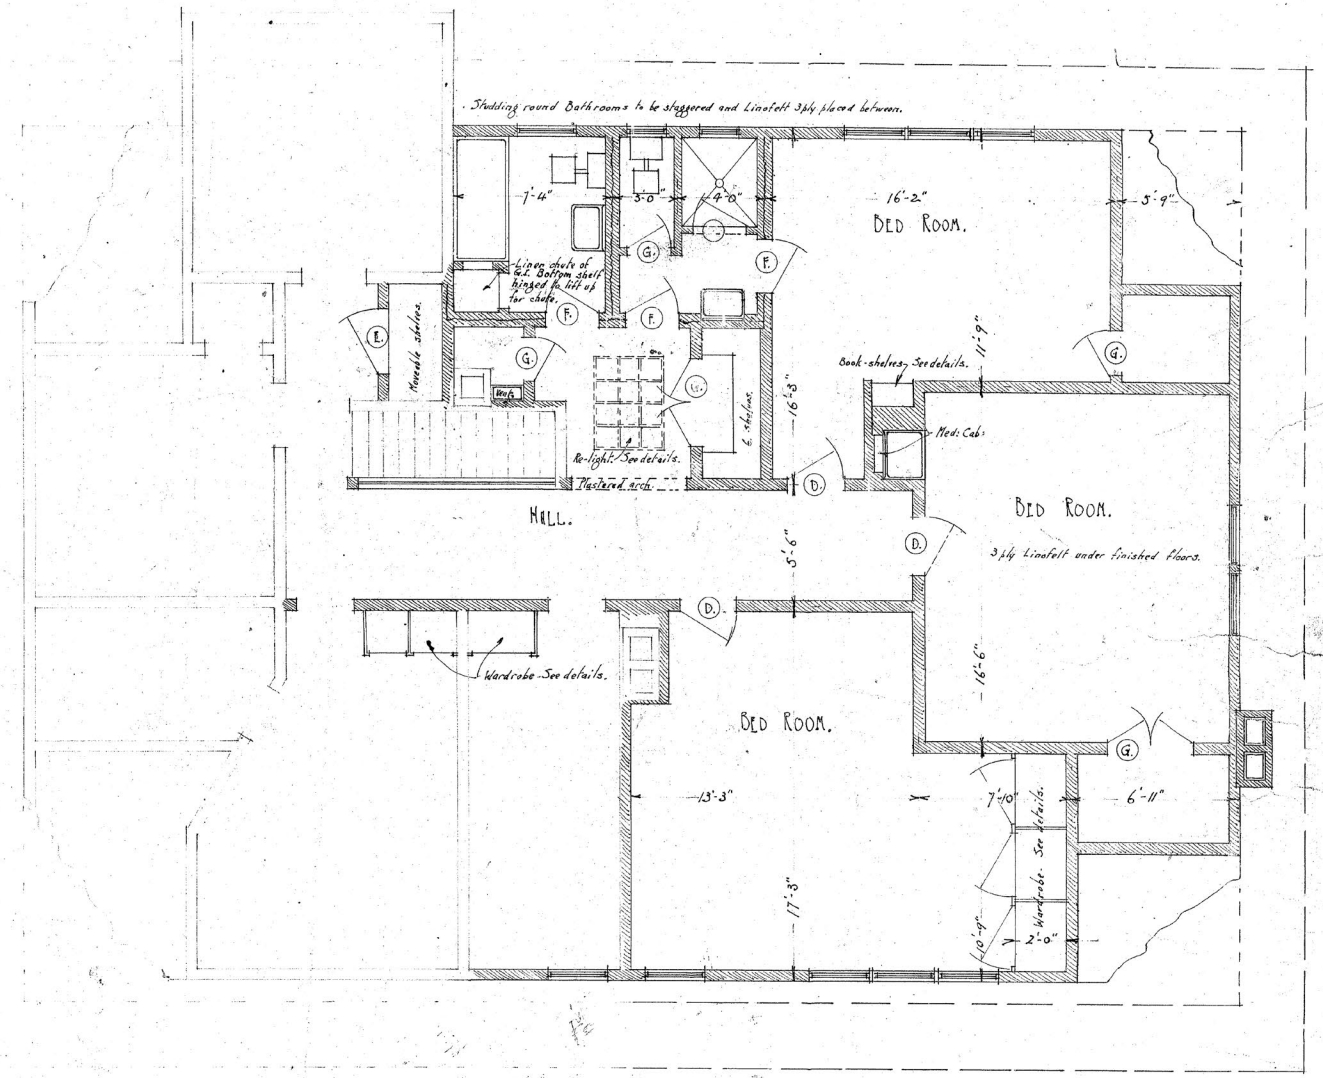 Studding round Bathrooms to be staggered and Linofelt 3ply placed between.
7'-4"
3'-0"
4'-0"
16'-2"
BED ROOM.
5'-9"
G.
F.
Linen chute of
G.I. Bottom shelf
hinged to lift up
for chute.
F.
F.
E.
Moveable shelves.
G.
Vent.
G.
6. shelves.
16'-3"
11'-9"
G.
Book-shelves-See details.
Med: Cab:
Re-light. See details.
Plastered arch.
D.
HALL.
BED ROOM.
3 ply Linofelt under finished floors.
D.
5'-6"
D.
Wardrobe-See details.
16'-6"
BED ROOM.
G.
13'-3"
7'-10"
6'-11"
Wardrobe- See details.
17'-3"
10'-9"
2'-0"